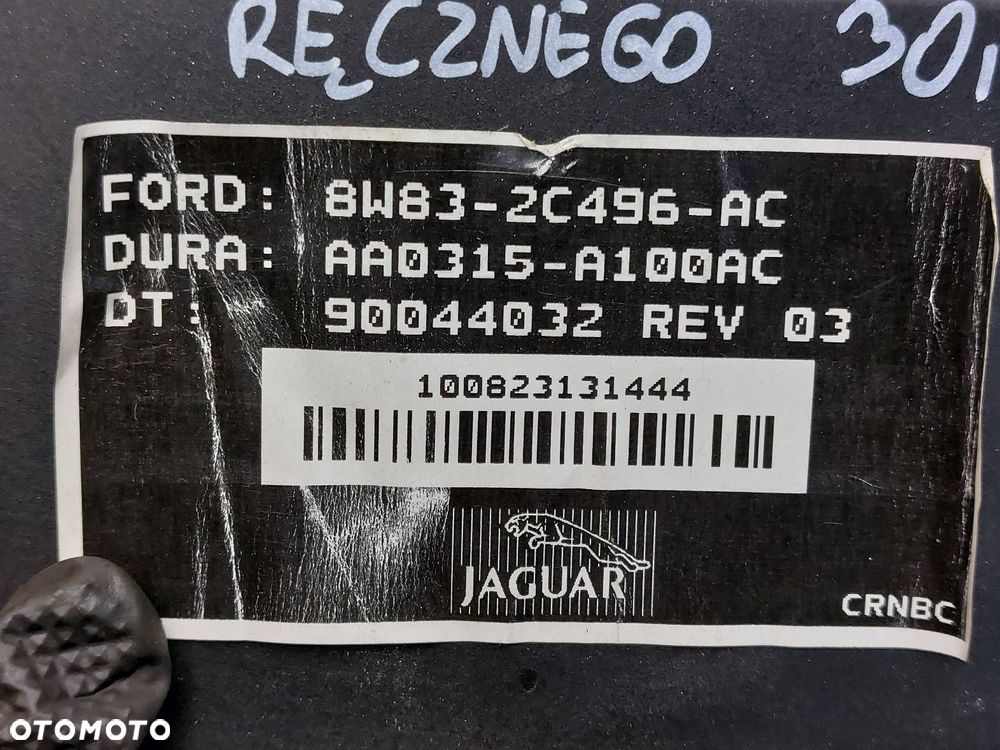 RĘCZNEGO 30,
FORD: 8W83-2C496-AC
DURA: AA0315-A100AC
DT: 90044032 REV 03
100823131444
JAGUAR
CRNBC
OTOMOTO